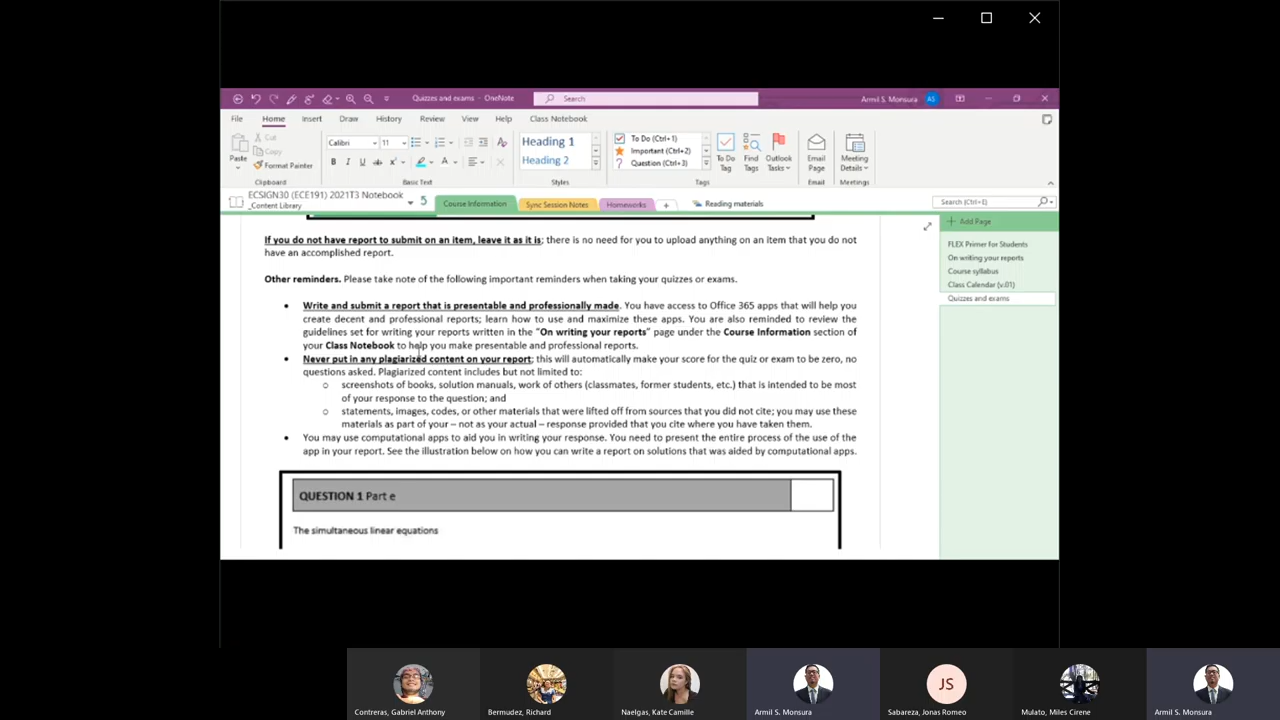 Quizzes and exams - OneNote
Search
Armil S. Monsura AS
File Home Insert Draw History Review View Help Class Notebook
Paste
Cut
Copy
Format Painter
Clipboard
Calibri 11
B I U ab x
Basic Text
Heading 1
Heading 2
Styles
To Do (Ctrl+1)
Important (Ctrl+2)
Question (Ctrl+3)
To Do Tag
Find Tags
Outlook Tasks
Tags
Email Page
Email
Meeting Details
Meetings
ECSIGN30 (ECE191) 2021T3 Notebook
_Content Library
5
Course Information
Sync Session Notes
Homeworks
+
Reading materials
Search (Ctrl+E)
Add Page
FLEX Primer for Students
On writing your reports
Course syllabus
Class Calendar (v.01)
Quizzes and exams
If you do not have report to submit on an item, leave it as it is; there is no need for you to upload anything on an item that you do not
have an accomplished report.
Other reminders. Please take note of the following important reminders when taking your quizzes or exams.
• Write and submit a report that is presentable and professionally made. You have access to Office 365 apps that will help you
create decent and professional reports; learn how to use and maximize these apps. You are also reminded to review the
guidelines set for writing your reports written in the "On writing your reports" page under the Course Information section of
your Class Notebook to help you make presentable and professional reports.
• Never put in any plagiarized content on your report; this will automatically make your score for the quiz or exam to be zero, no
questions asked. Plagiarized content includes but not limited to:
o screenshots of books, solution manuals, work of others (classmates, former students, etc.) that is intended to be most
of your response to the question; and
o statements, images, codes, or other materials that were lifted off from sources that you did not cite; you may use these
materials as part of your – not as your actual – response provided that you cite where you have taken them.
• You may use computational apps to aid you in writing your response. You need to present the entire process of the use of the
app in your report. See the illustration below on how you can write a report on solutions that was aided by computational apps.
QUESTION 1 Part e
The simultaneous linear equations
Contreras, Gabriel Anthony
Bermudez, Richard
Naelgas, Kate Camille
Armil S. Monsura
JS
Sabareza, Jonas Romeo
Mulato, Miles Cirene
Armil S. Monsura